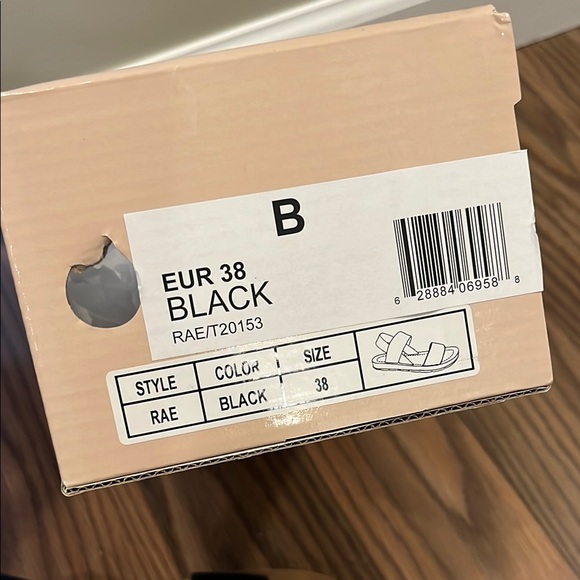 B
EUR 38
BLACK
RAE/T20153
6 28884 06958 8
STYLE COLOR SIZE
RAE BLACK 38